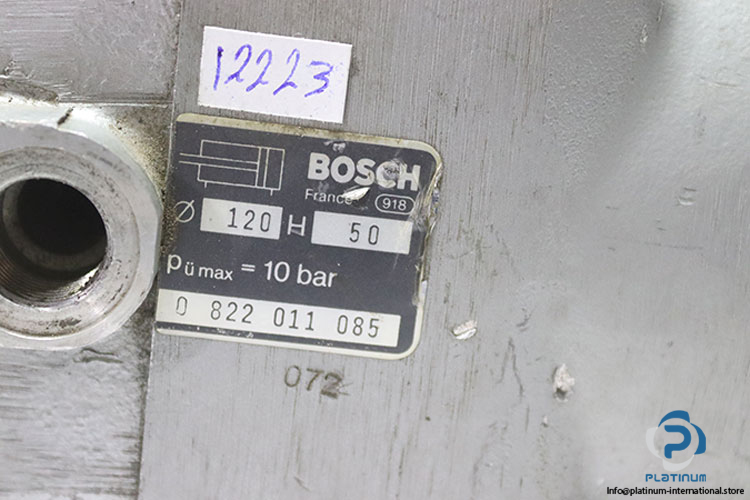 12223
BOSCH
France 918
Ø 120 H 50
pü max = 10 bar
0 822 011 085
072
PLATINUM
Info@platinum-international.store